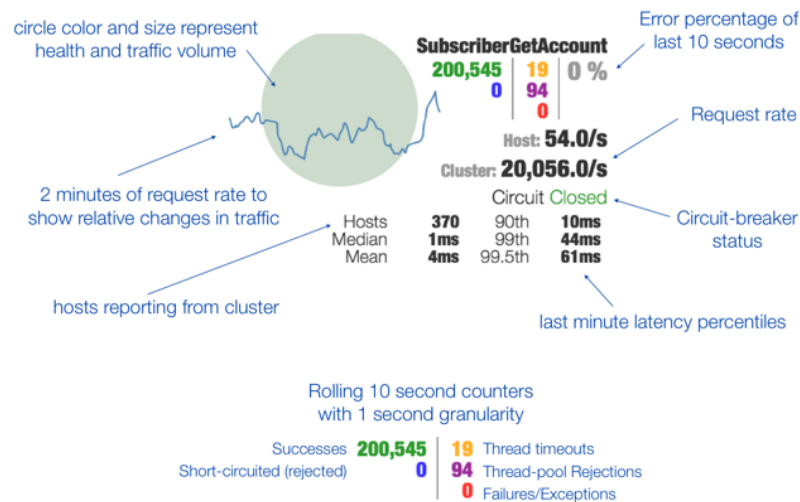 circle color and size represent
health and traffic volume
Error percentage of
last 10 seconds
SubscriberGetAccount
200,545 19 0 %
0 94
0
Request rate
Host: 54.0/s
Cluster: 20,056.0/s
2 minutes of request rate to
show relative changes in traffic
Circuit Closed
Circuit-breaker
status
Hosts 370 90th 10ms
Median 1ms 99th 44ms
Mean 4ms 99.5th 61ms
hosts reporting from cluster
last minute latency percentiles
Rolling 10 second counters
with 1 second granularity
Successes 200,545 19 Thread timeouts
Short-circuited (rejected) 0 94 Thread-pool Rejections
0 Failures/Exceptions